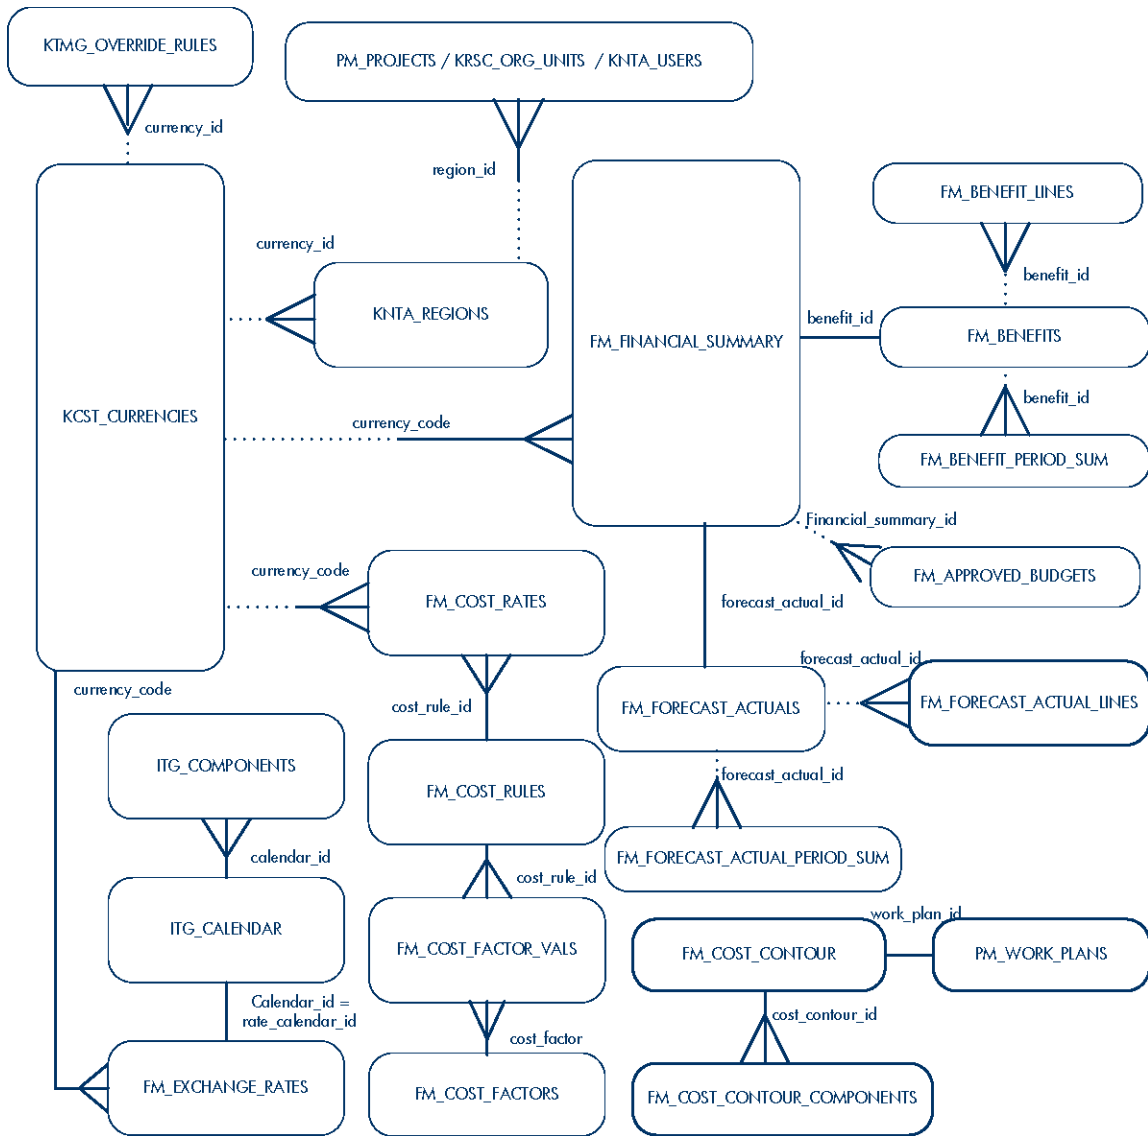 KTMG_OVERRIDE_RULES
PM_PROJECTS / KRSC_ORG_UNITS / KNTA_USERS
currency_id
region_id
FM_BENEFIT_LINES
currency_id
benefit_id
KNTA_REGIONS
benefit_id
FM_BENEFITS
FM_FINANCIAL_SUMMARY
benefit_id
KCST_CURRENCIES
currency_code
FM_BENEFIT_PERIOD_SUM
Financial_summary_id
currency_code
FM_APPROVED_BUDGETS
FM_COST_RATES
forecast_actual_id
forecast_actual_id
currency_code
cost_rule_id
FM_FORECAST_ACTUALS
FM_FORECAST_ACTUAL_LINES
ITG_COMPONENTS
FM_COST_RULES
forecast_actual_id
calendar_id
FM_FORECAST_ACTUAL_PERIOD_SUM
cost_rule_id
work_plan_id
ITG_CALENDAR
FM_COST_FACTOR_VALS
FM_COST_CONTOUR
PM_WORK_PLANS
Calendar_id =
rate_calendar_id
cost_contour_id
cost_factor
FM_EXCHANGE_RATES
FM_COST_FACTORS
FM_COST_CONTOUR_COMPONENTS